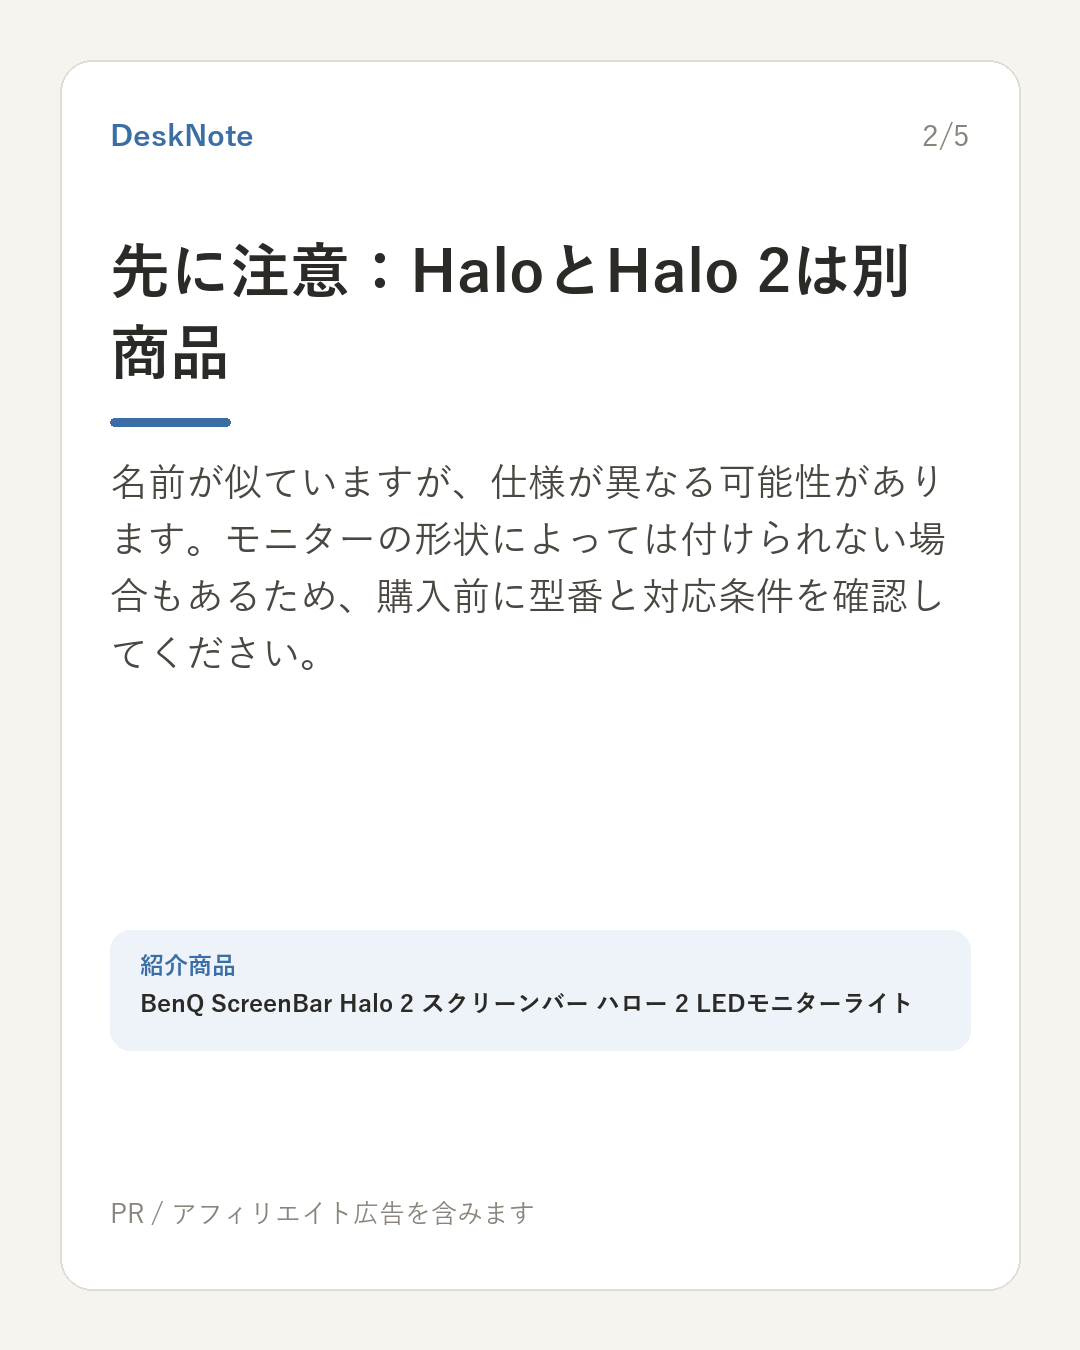 DeskNote
2/5
先に注意：HaloとHalo 2は別
商品
名前が似ていますが、仕様が異なる可能性があり
ます。モニターの形状によっては付けられない場
合もあるため、購入前に型番と対応条件を確認し
てください。
紹介商品
BenQ ScreenBar Halo 2 スクリーンバー ハロー 2 LEDモニターライト
PR / アフィリエイト広告を含みます